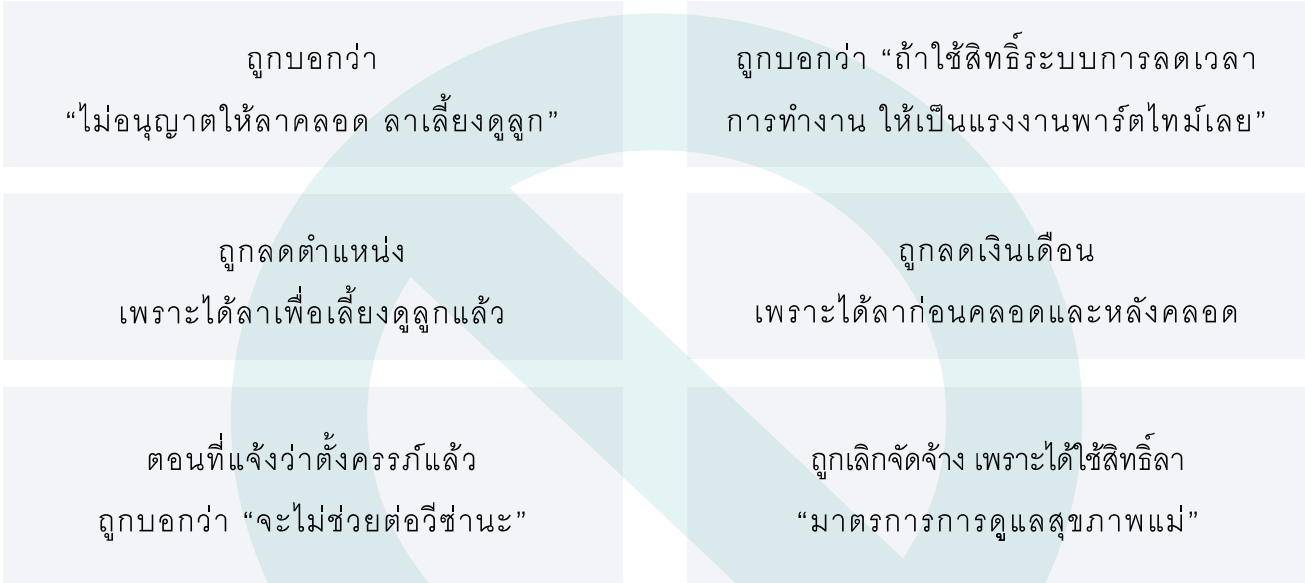 ถูกบอกว่า
“ไม่อนุญาตให้ลาคลอด ลาเลี้ยงดูลูก”
ถูกบอกว่า “ถ้าใช้สิทธิ์ระบบการลดเวลา
การทำงาน ให้เป็นแรงงานพาร์ตไทม์เลย”
ถูกลดตำแหน่ง
เพราะได้ลาเพื่อเลี้ยงดูลูกแล้ว
ถูกลดเงินเดือน
เพราะได้ลาก่อนคลอดและหลังคลอด
ตอนที่แจ้งว่าตั้งครรภ์แล้ว
ถูกบอกว่า “จะไม่ช่วยต่อวีซ่านะ”
ถูกเลิกจัดจ้าง เพราะได้ใช้สิทธิ์ลา
“มาตรการการดูแลสุขภาพแม่”